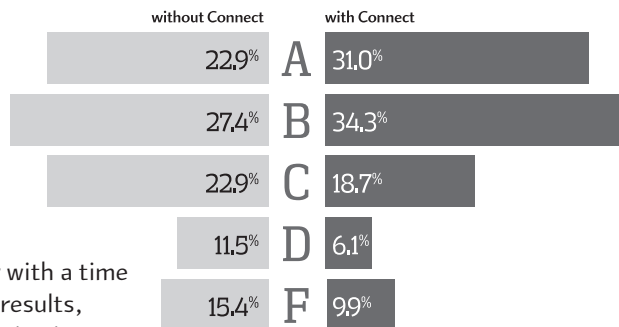 without Connect with Connect
22.9% A 31.0%
27.4% B 34.3%
22.9% C 18.7%
11.5% D 6.1%
15.4% F 9.9%
with a time
results,